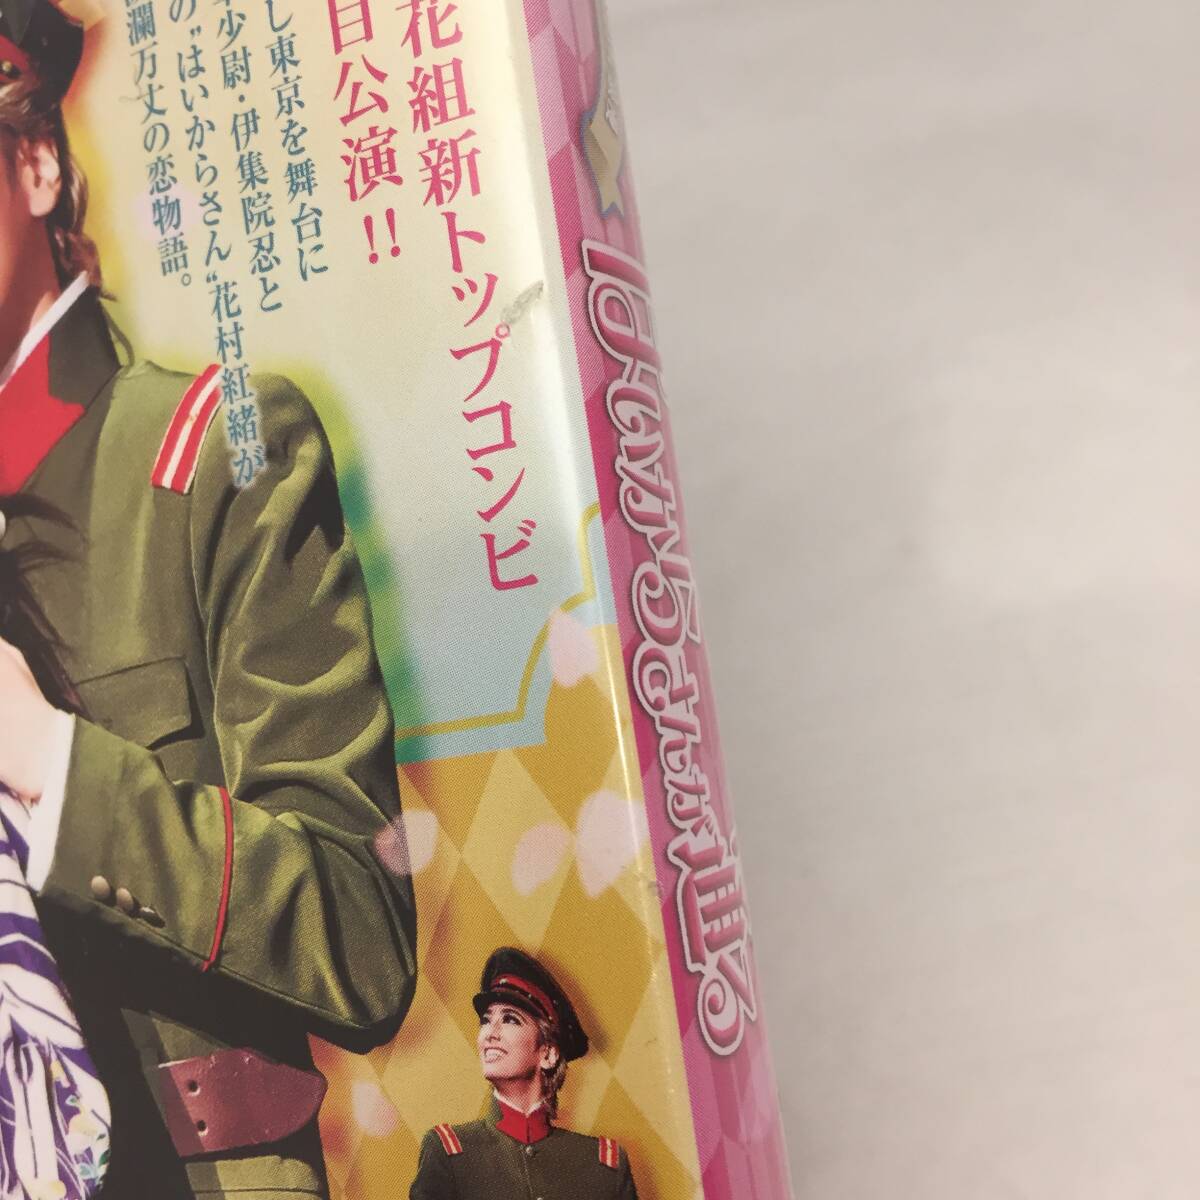 花組新トップコンビ
目公演!!
し東京を舞台に
少尉・伊集院忍と
の"はいからさん"花村紅緒が
瀾万丈の恋物語。
はいからさんが通る